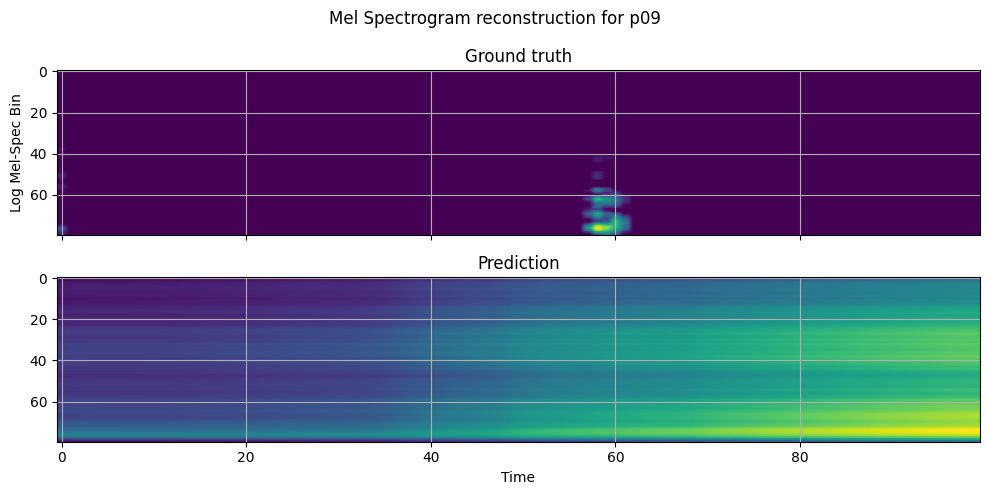 Mel Spectrogram reconstruction for p09
Ground truth
0
20
40
60
Log Mel-Spec Bin
Prediction
0
20
40
60
0 20 40 60 80
Time